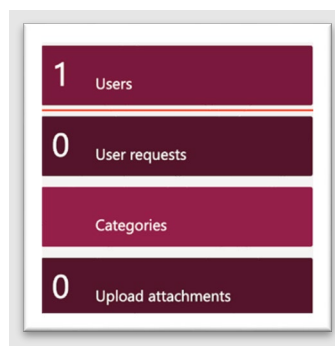 1 Users
0 User requests
Categories
0 Upload attachments